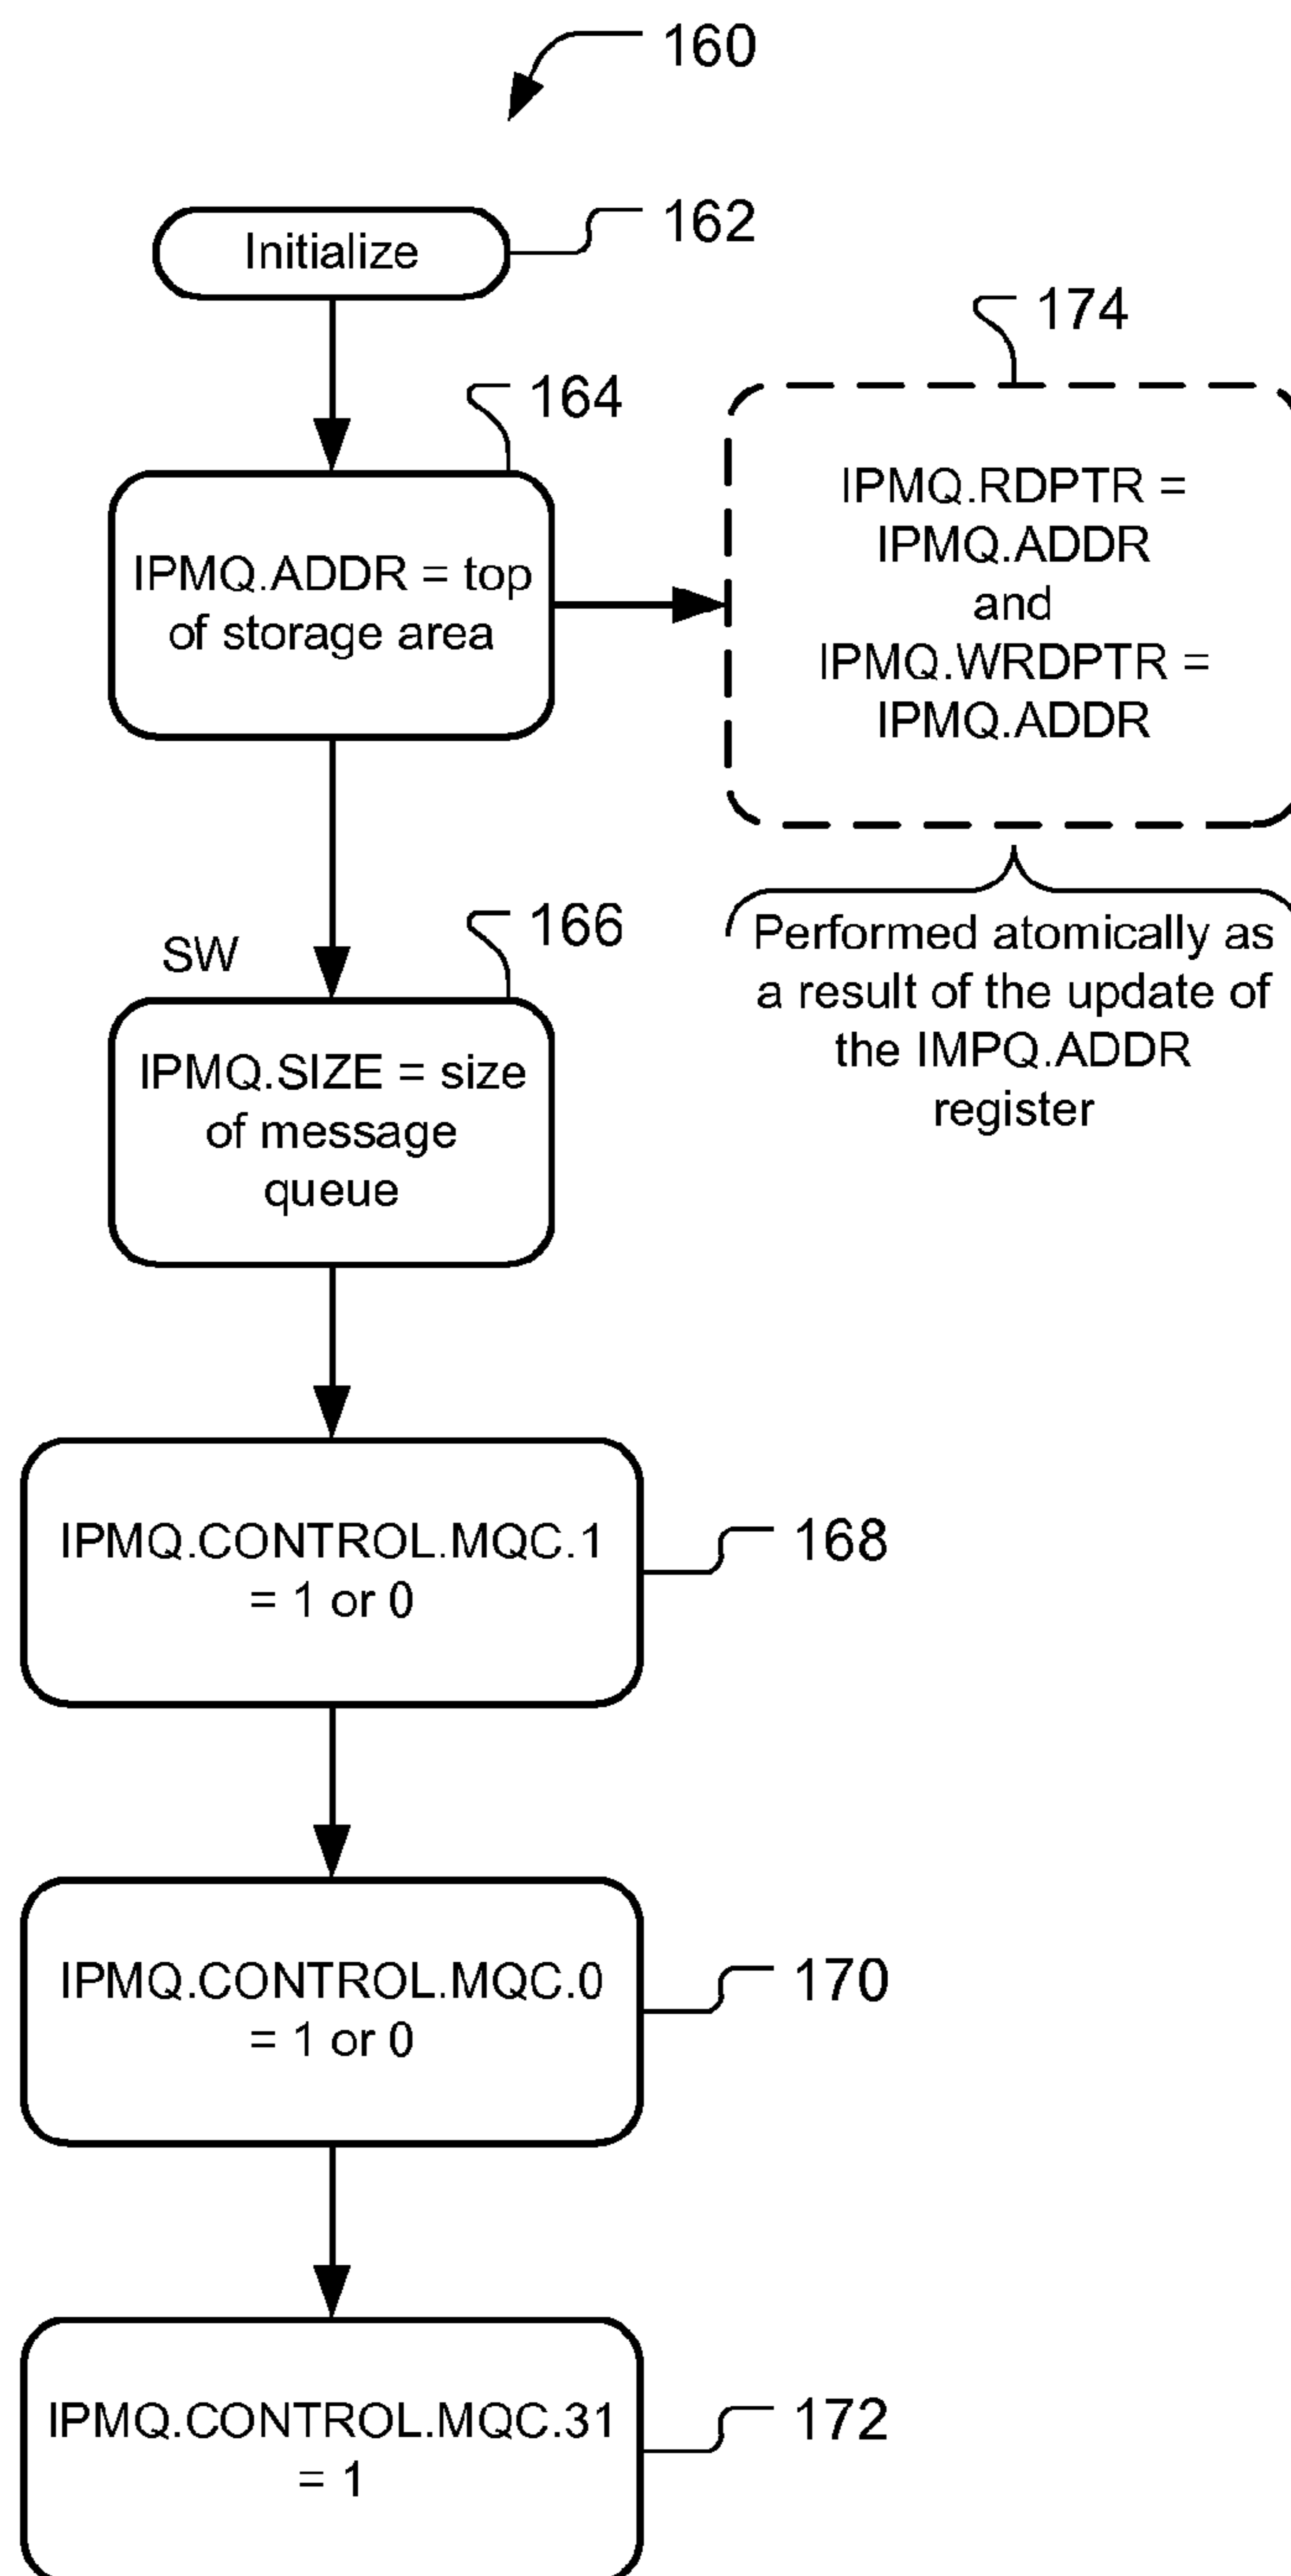 160
Initialize
162
164
IPMQ.ADDR = top
of storage area
174
IPMQ.RDPTR =
IPMQ.ADDR
and
IPMQ.WRDPTR =
IPMQ.ADDR
Performed atomically as
a result of the update of
the IMPQ.ADDR
register
SW
166
IPMQ.SIZE = size
of message
queue
IPMQ.CONTROL.MQC.1
= 1 or 0
168
IPMQ.CONTROL.MQC.0
= 1 or 0
170
IPMQ.CONTROL.MQC.31
= 1
172